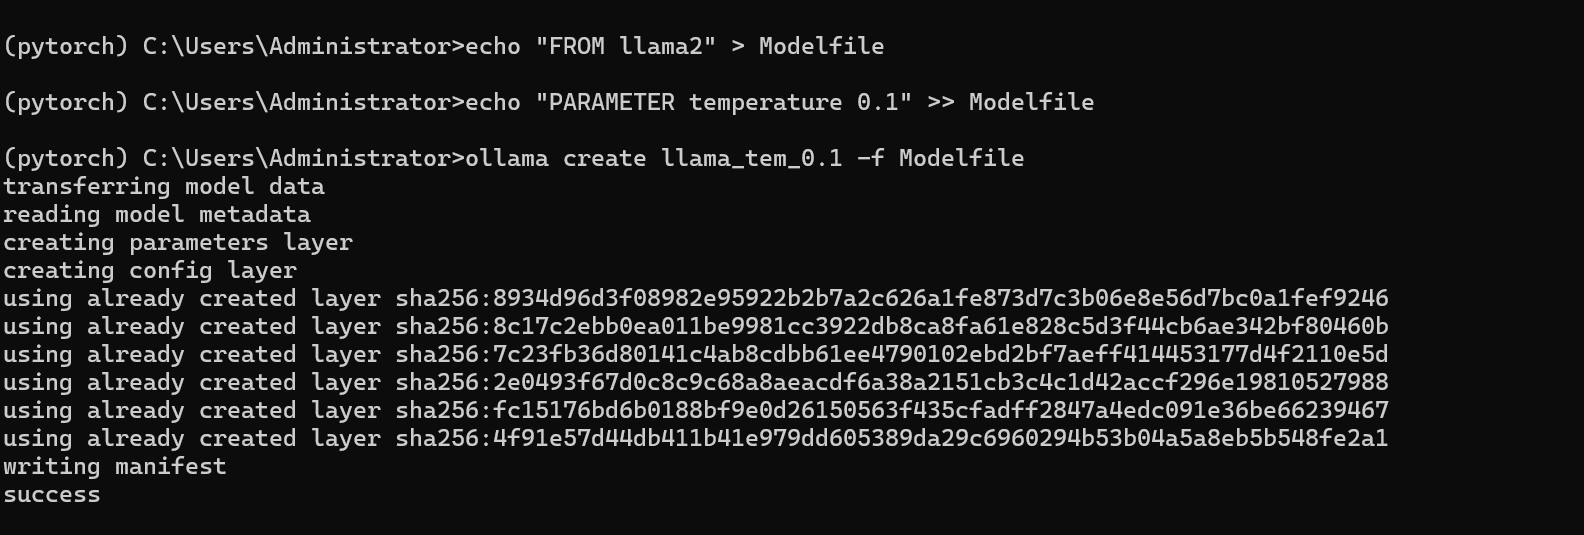 (pytorch) C:\Users\Administrator>echo "FROM llama2" > Modelfile
(pytorch) C:\Users\Administrator>echo "PARAMETER temperature 0.1" >> Modelfile
(pytorch) C:\Users\Administrator>ollama create llama_tem_0.1 -f Modelfile
transferring model data
reading model metadata
creating parameters layer
creating config layer
using already created layer sha256:8934d96d3f08982e95922b2b7a2c626a1fe873d7c3b06e8e56d7bc0a1fef9246
using already created layer sha256:8c17c2ebb0ea011be9981cc3922db8ca8fa61e828c5d3f44cb6ae342bf80460b
using already created layer sha256:7c23fb36d80141c4ab8cdbb61ee4790102ebd2bf7aeff414453177d4f2110e5d
using already created layer sha256:2e0493f67d0c8c9c68a8aeacdf6a38a2151cb3c4c1d42accf296e19810527988
using already created layer sha256:fc15176bd6b0188bf9e0d26150563f435cfadff2847a4edc091e36be66239467
using already created layer sha256:4f91e57d44db411b41e979dd605389da29c6960294b53b04a5a8eb5b548fe2a1
writing manifest
success